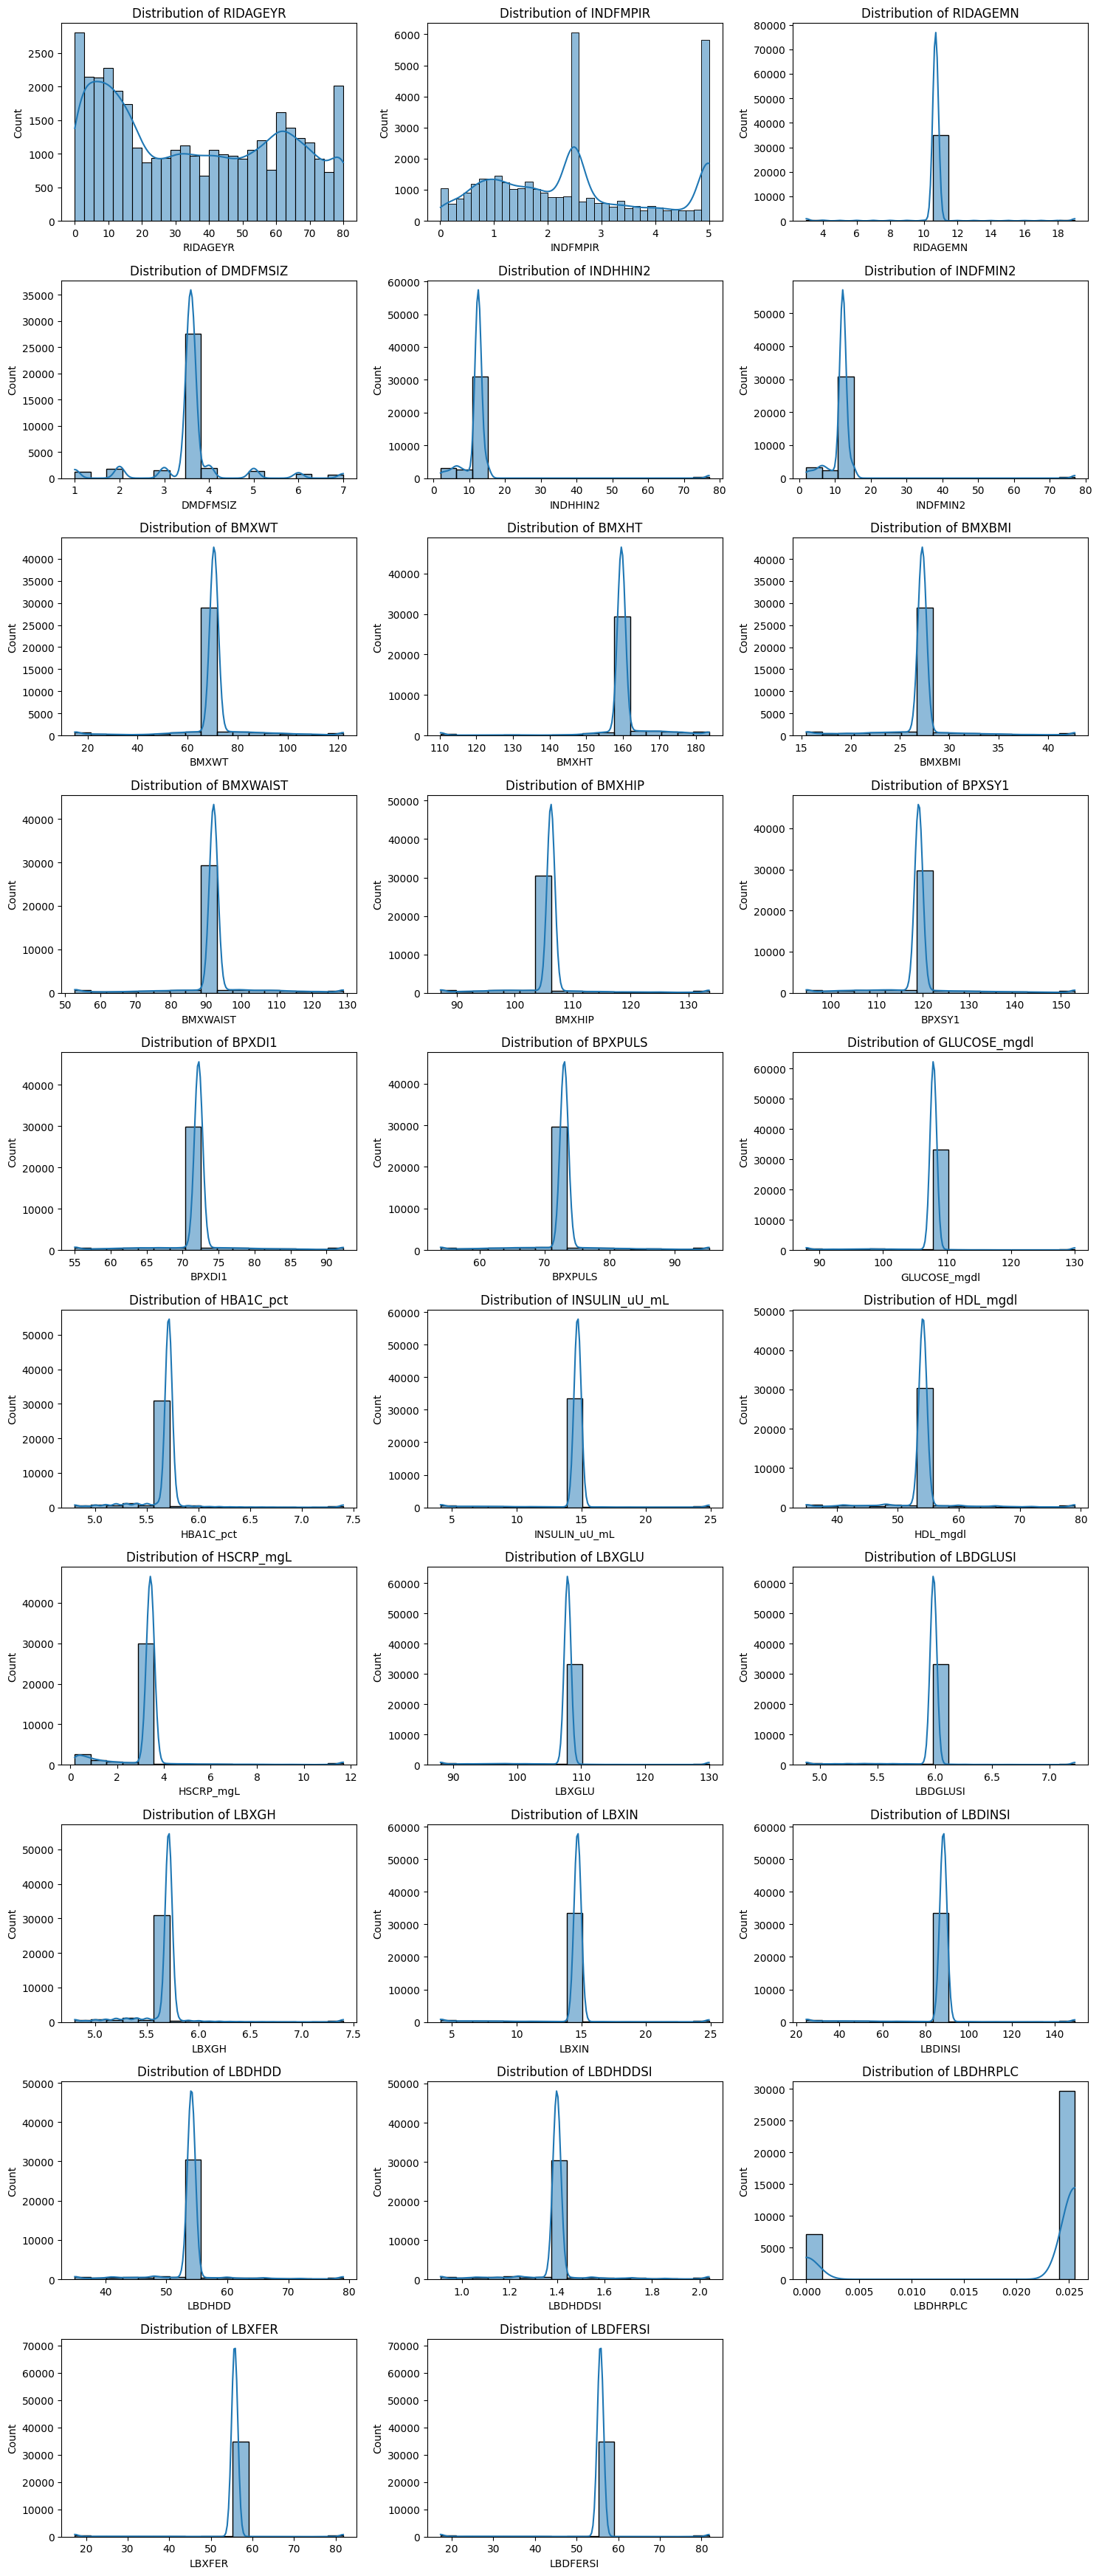 Distribution of RIDAGEYR
Distribution of INDFMPIR
Distribution of RIDAGEMN
Count
2500
2000
1500
1000
500
0
0 10 20 30 40 50 60 70 80
RIDAGEYR
Count
6000
5000
4000
3000
2000
1000
0
0 1 2 3 4 5
INDFMPIR
Count
80000
70000
60000
50000
40000
30000
20000
10000
0
4 6 8 10 12 14 16 18
RIDAGEMN
Distribution of DMDFMSIZ
Distribution of INDHHIN2
Distribution of INDFMIN2
Count
35000
30000
25000
20000
15000
10000
5000
0
1 2 3 4 5 6 7
DMDFMSIZ
Count
60000
50000
40000
30000
20000
10000
0
0 10 20 30 40 50 60 70 80
INDHHIN2
Count
50000
40000
30000
20000
10000
0
0 10 20 30 40 50 60 70 80
INDFMIN2
Distribution of BMXWT
Distribution of BMXHT
Distribution of BMXBMI
Count
40000
35000
30000
25000
20000
15000
10000
5000
0
20 40 60 80 100 120
BMXWT
Count
40000
30000
20000
10000
0
110 120 130 140 150 160 170 180
BMXHT
Count
40000
35000
30000
25000
20000
15000
10000
5000
0
15 20 25 30 35 40
BMXBMI
Distribution of BMXWAIST
Distribution of BMXHIP
Distribution of BPXSY1
Count
40000
30000
20000
10000
0
50 60 70 80 90 100 110 120 130
BMXWAIST
Count
50000
40000
30000
20000
10000
0
90 100 110 120 130
BMXHIP
Count
40000
30000
20000
10000
0
100 110 120 130 140 150
BPXSY1
Distribution of BPXDI1
Distribution of BPXPULS
Distribution of GLUCOSE_mgdl
Count
40000
30000
20000
10000
0
55 60 65 70 75 80 85 90
BPXDI1
Count
40000
30000
20000
10000
0
60 70 80 90
BPXPULS
Count
60000
50000
40000
30000
20000
10000
0
90 100 110 120 130
GLUCOSE_mgdl
Distribution of HBA1C_pct
Distribution of INSULIN_uU_mL
Distribution of HDL_mgdl
Count
50000
40000
30000
20000
10000
0
5.0 5.5 6.0 6.5 7.0 7.5
HBA1C_pct
Count
60000
50000
40000
30000
20000
10000
0
5 10 15 20 25
INSULIN_uU_mL
Count
50000
40000
30000
20000
10000
0
40 50 60 70 80
HDL_mgdl
Distribution of HSCRP_mgL
Distribution of LBXGLU
Distribution of LBDGLUSI
Count
40000
30000
20000
10000
0
0 2 4 6 8 10 12
HSCRP_mgL
Count
60000
50000
40000
30000
20000
10000
0
90 100 110 120 130
LBXGLU
Count
60000
50000
40000
30000
20000
10000
0
5.0 5.5 6.0 6.5 7.0
LBDGLUSI
Distribution of LBXGH
Distribution of LBXIN
Distribution of LBDINSI
Count
50000
40000
30000
20000
10000
0
5.0 5.5 6.0 6.5 7.0 7.5
LBXGH
Count
60000
50000
40000
30000
20000
10000
0
5 10 15 20 25
LBXIN
Count
60000
50000
40000
30000
20000
10000
0
20 40 60 80 100 120 140
LBDINSI
Distribution of LBDHDD
Distribution of LBDHDDSI
Distribution of LBDHRPLC
Count
50000
40000
30000
20000
10000
0
40 50 60 70 80
LBDHDD
Count
50000
40000
30000
20000
10000
0
1.0 1.2 1.4 1.6 1.8 2.0
LBDHDDSI
Count
30000
25000
20000
15000
10000
5000
0
0.000 0.005 0.010 0.015 0.020 0.025
LBDHRPLC
Distribution of LBXFER
Distribution of LBDFERSI
Count
70000
60000
50000
40000
30000
20000
10000
0
20 30 40 50 60 70 80
LBXFER
Count
70000
60000
50000
40000
30000
20000
10000
0
20 30 40 50 60 70 80
LBDFERSI